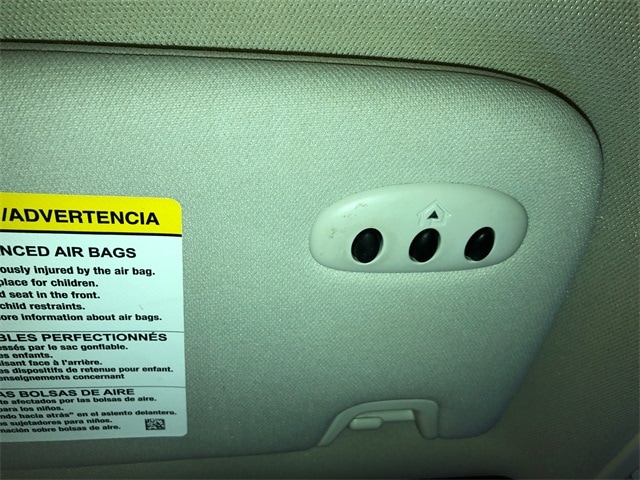 /ADVERTENCIA
NCED AIR BAGS
ously injured by the air bag.
place for children.
d seat in the front.
child restraints.
ore information about air bags.
BLES PERFECTIONNÉS
essés par le sac gonflable.
es enfants.
isant face à l'arrière.
es dispositifs de retenue pour enfant.
enseignements concernant
AS BOLSAS DE AIRE
te afectados por las bolsas de aire.
para los niños.
ndo hacia atrás" en el asiento delantero.
os sujetadores para niños.
mación sobre bolsas de aire.